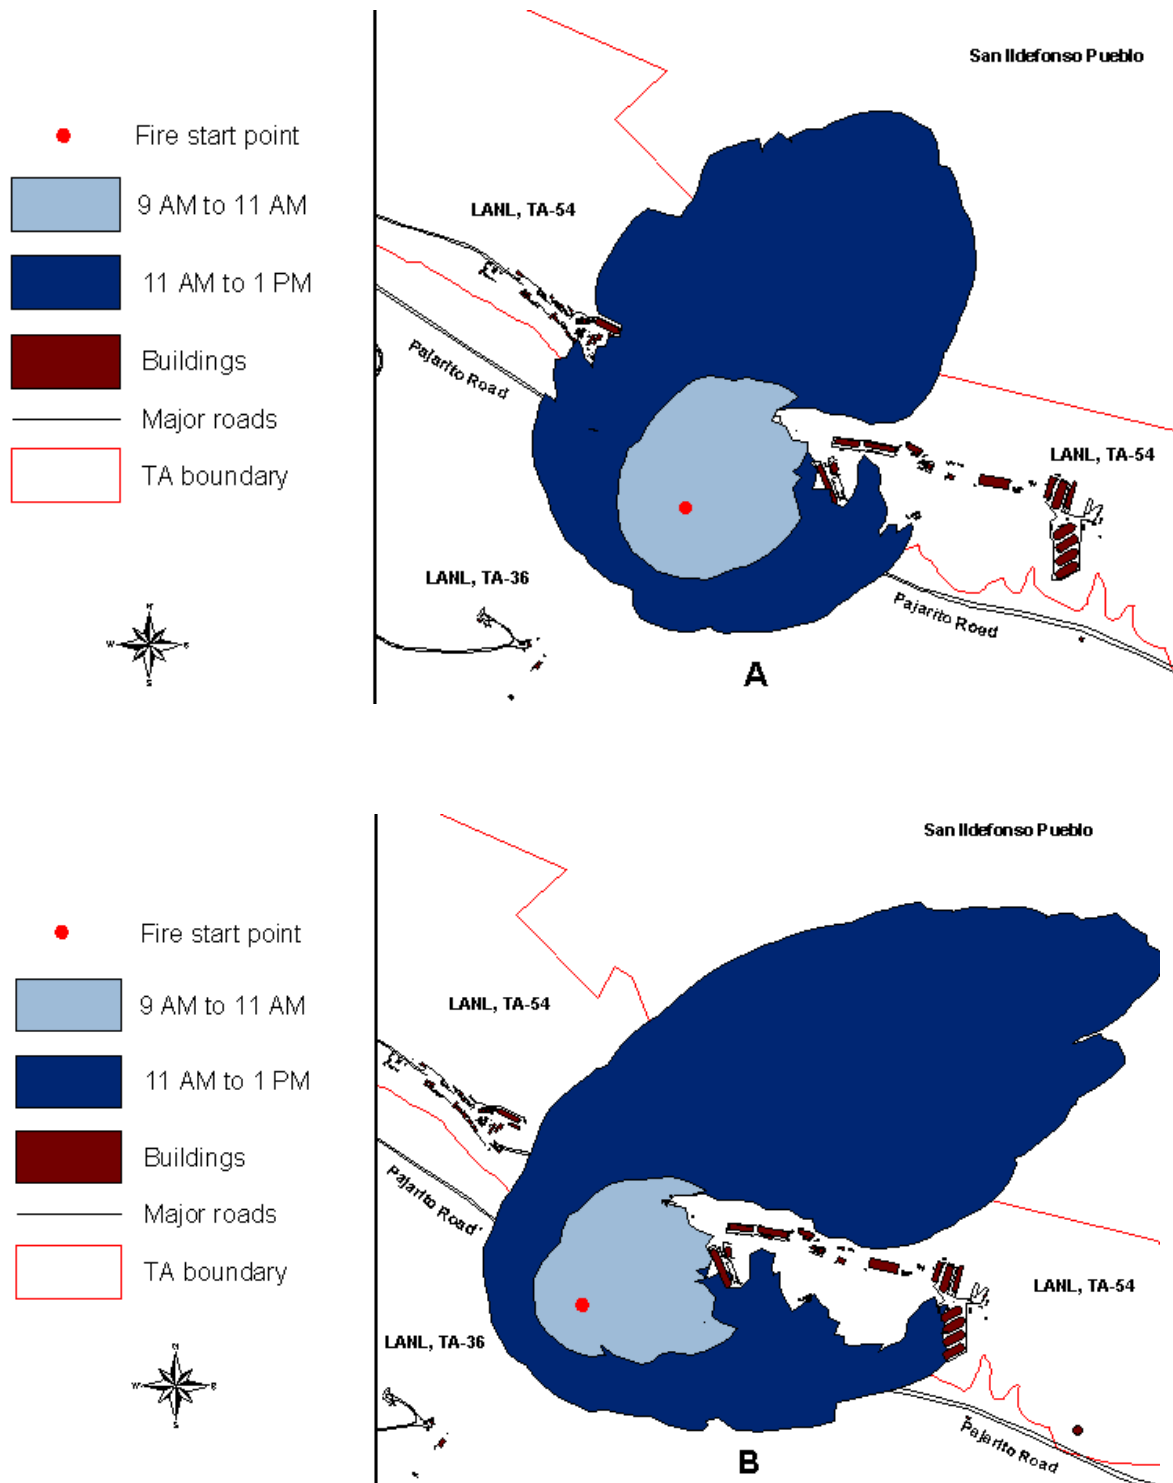 San Ildefonso Pueblo
Fire start point
9 AM to 11 AM
LANL, TA-54
11 AM to 1 PM
Buildings
Pajarito Road
Major roads
TA boundary
LANL, TA-54
LANL, TA-36
Pajarito Road
N
W
E
S
A
San Ildefonso Pueblo
Fire start point
9 AM to 11 AM
LANL, TA-54
11 AM to 1 PM
Buildings
Pajarito Road
Major roads
TA boundary
LANL, TA-54
LANL, TA-36
N
W
E
S
Pajarito Road
B